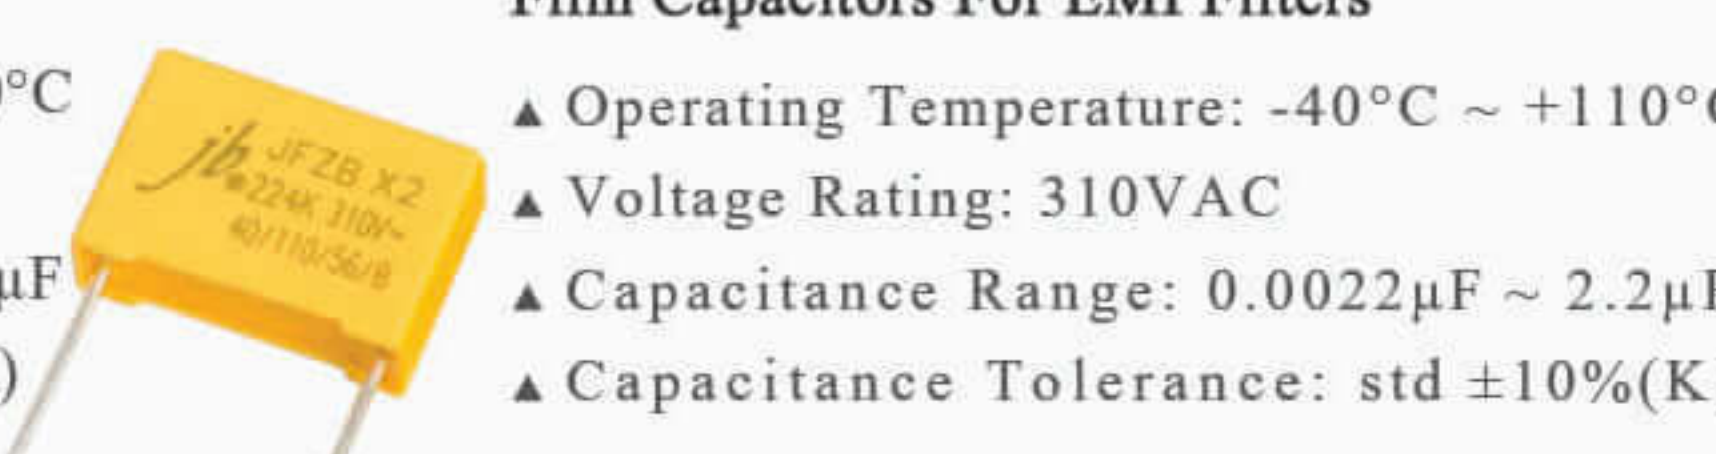 Film Capacitors For EMI Filters
0°C
▲ Operating Temperature: -40°C ~ +110°C
▲ Voltage Rating: 310VAC
µF
▲ Capacitance Range: 0.0022µF ~ 2.2µF
)
▲ Capacitance Tolerance: std ±10%(K
jb
JFZB X2
224K 310V~
40/110/56/B